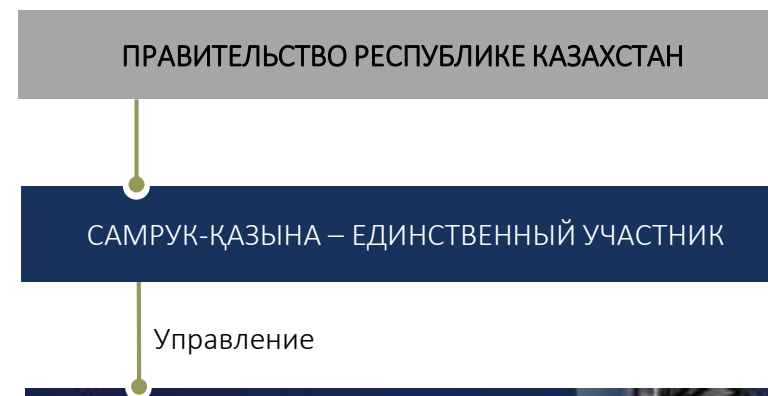 ПРАВИТЕЛЬСТВО РЕСПУБЛИКЕ КАЗАХСТАН
САМРУК-ҚАЗЫНА – ЕДИНСТВЕННЫЙ УЧАСТНИК
Управление